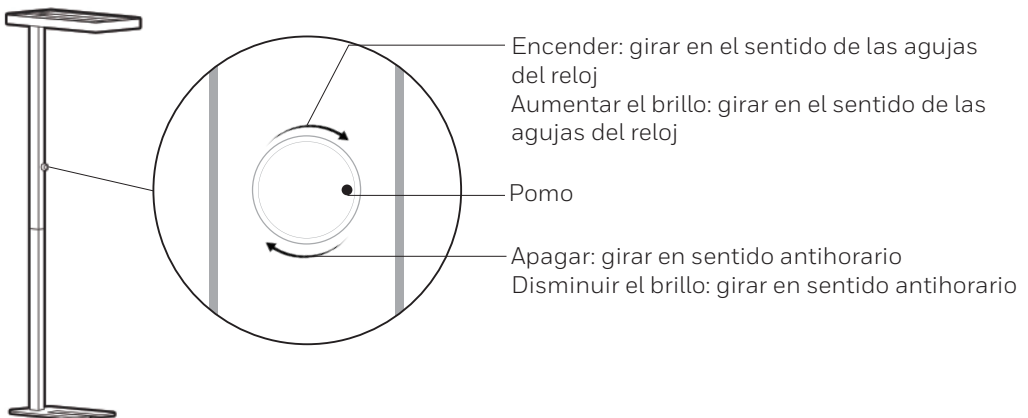 Encender: girar en el sentido de las agujas
del reloj
Aumentar el brillo: girar en el sentido de las
agujas del reloj
Pomo
Apagar: girar en sentido antihorario
Disminuir el brillo: girar en sentido antihorario